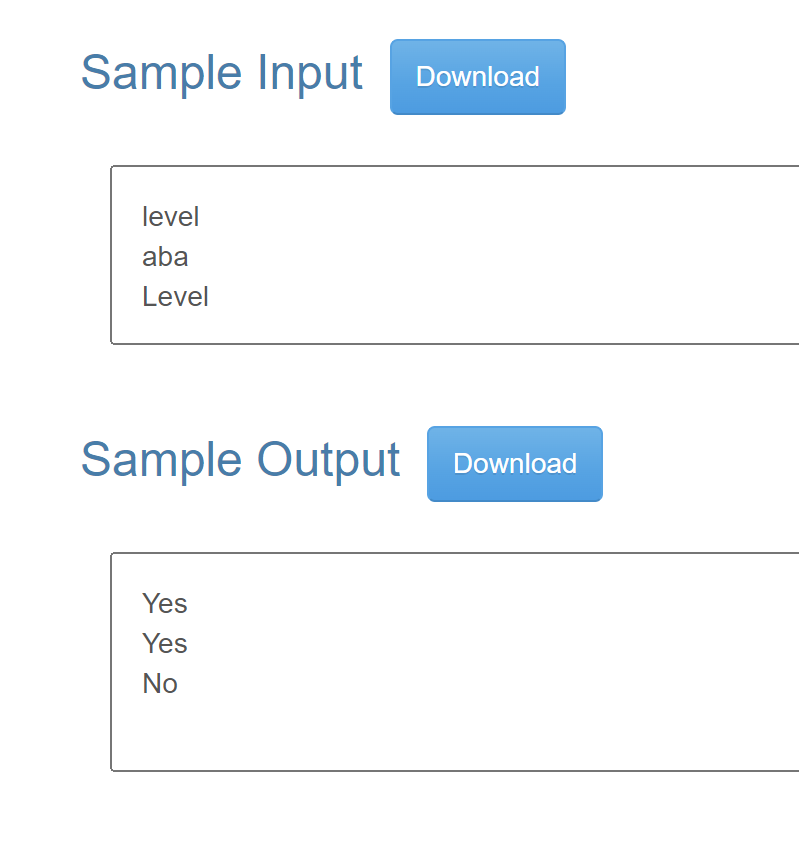 Sample Input Download
level
aba
Level
Sample Output Download
Yes
Yes
No